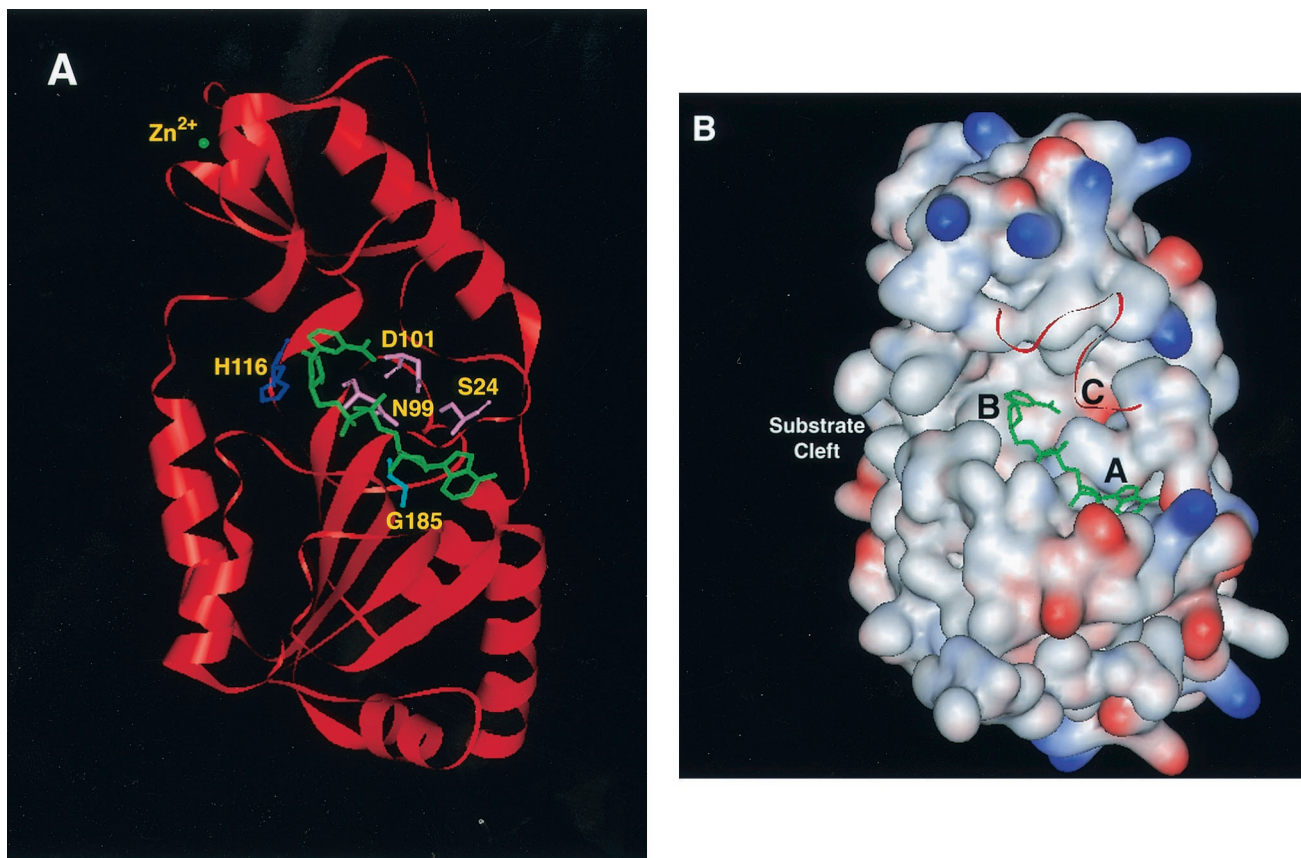 A
Zn2+
H116
D101
S24
N99
G185
B
Substrate
Cleft
B
C
A